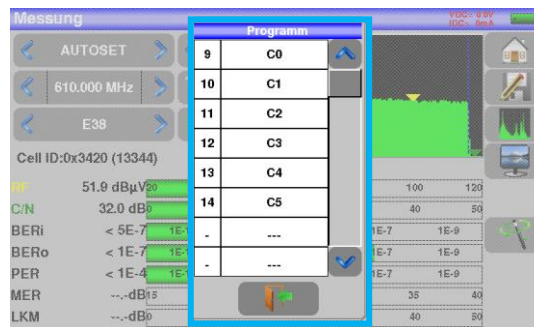 Messung
VDC: 0.0V
IDC: 0mA
Programm
AUTOSET
610.000 MHz
E38
Cell ID:0x3420 (13344)
9 C0
10 C1
11 C2
12 C3
13 C4
14 C5
- ---
- ---
RF 51.9 dBµV 20 100 120
C/N 32.0 dB 0 40 50
BERi < 5E-7 1E-7 1E-9
BERo < 1E-7 1E-7 1E-9
PER < 1E-4 1E-7 1E-9
MER --.-dB 15 35 40
LKM --.-dB 0 40 50